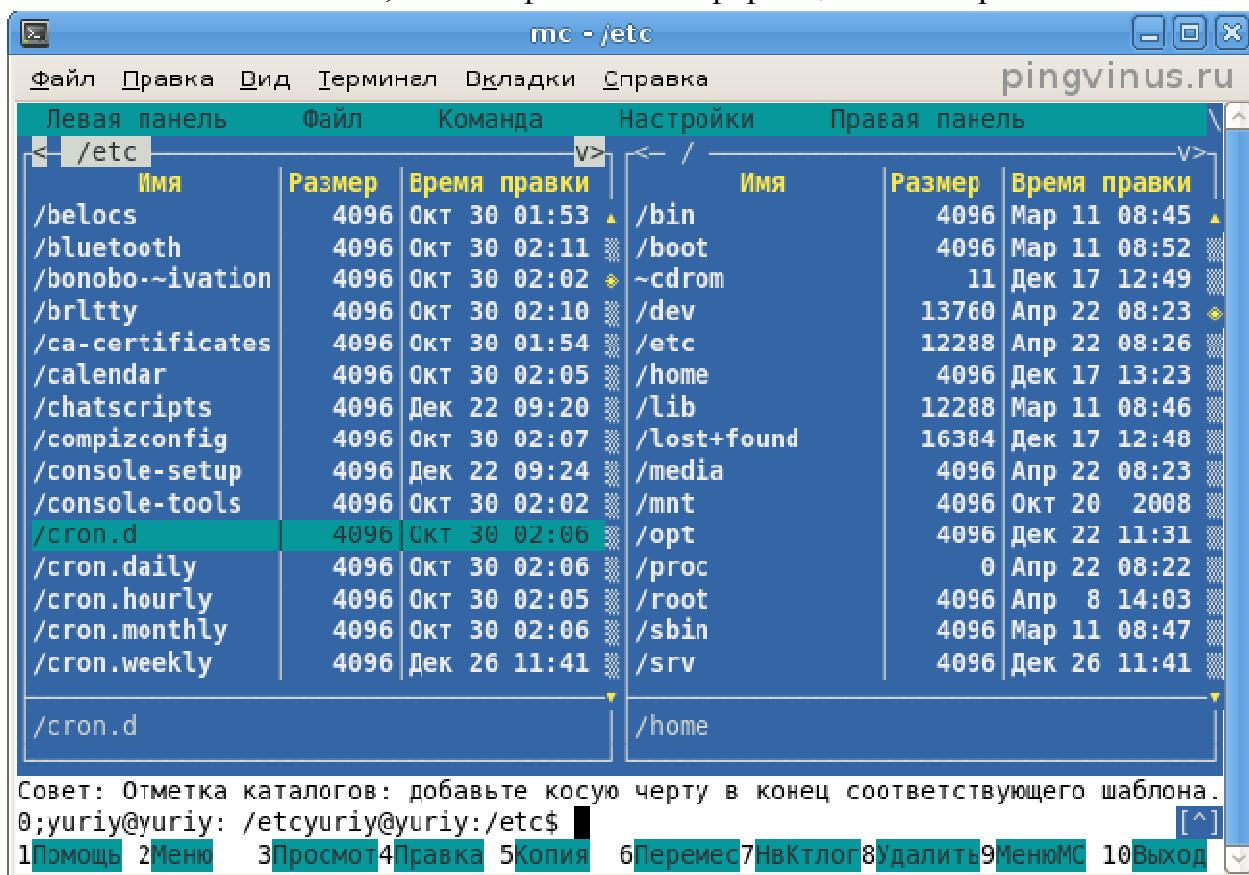 mc - /etc
Файл Правка Вид Терминал Вкладки Справка pingvinus.ru
Левая панель Файл Команда Настройки Правая панель \
<- /etc v> <- / v>
Имя Размер Время правки Имя Размер Время правки
/belocs 4096 Окт 30 01:53 /bin 4096 Мар 11 08:45
/bluetooth 4096 Окт 30 02:11 /boot 4096 Мар 11 08:52
/bonobo-~ivation 4096 Окт 30 02:02 ~cdrom 11 Дек 17 12:49
/brltty 4096 Окт 30 02:10 /dev 13760 Апр 22 08:23
/ca-certificates 4096 Окт 30 01:54 /etc 12288 Апр 22 08:26
/calendar 4096 Окт 30 02:05 /home 4096 Дек 17 13:23
/chatscripts 4096 Дек 22 09:20 /lib 12288 Мар 11 08:46
/compizconfig 4096 Окт 30 02:07 /lost+found 16384 Дек 17 12:48
/console-setup 4096 Дек 22 09:24 /media 4096 Апр 22 08:23
/console-tools 4096 Окт 30 02:02 /mnt 4096 Окт 20 2008
/cron.d 4096 Окт 30 02:06 /opt 4096 Дек 22 11:31
/cron.daily 4096 Окт 30 02:06 /proc 0 Апр 22 08:22
/cron.hourly 4096 Окт 30 02:05 /root 4096 Апр 8 14:03
/cron.monthly 4096 Окт 30 02:06 /sbin 4096 Мар 11 08:47
/cron.weekly 4096 Дек 26 11:41 /srv 4096 Дек 26 11:41
/cron.d /home
Совет: Отметка каталогов: добавьте косую черту в конец соответствующего шаблона.
0;yuriy@yuriy: /etcyuriy@yuriy:/etc$ [^]
1Помощь 2Меню 3Просмот4Правка 5Копия 6Перемес7НвКтлог8Удалить9МенюМС 10Выход